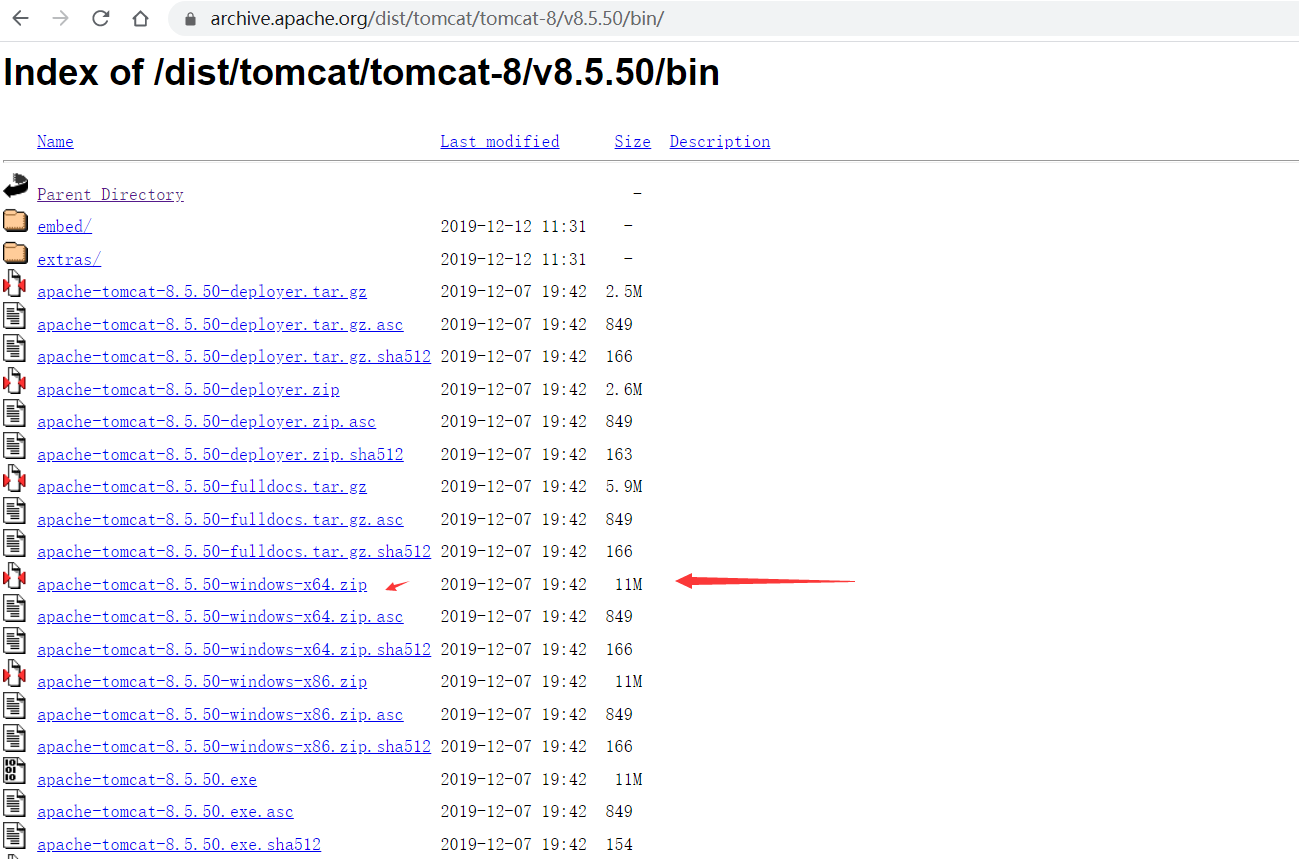 archive.apache.org/dist/tomcat/tomcat-8/v8.5.50/bin/
Index of /dist/tomcat/tomcat-8/v8.5.50/bin
Name Last modified Size Description
Parent Directory -
embed/ 2019-12-12 11:31 -
extras/ 2019-12-12 11:31 -
apache-tomcat-8.5.50-deployer.tar.gz 2019-12-07 19:42 2.5M
apache-tomcat-8.5.50-deployer.tar.gz.asc 2019-12-07 19:42 849
apache-tomcat-8.5.50-deployer.tar.gz.sha512 2019-12-07 19:42 166
apache-tomcat-8.5.50-deployer.zip 2019-12-07 19:42 2.6M
apache-tomcat-8.5.50-deployer.zip.asc 2019-12-07 19:42 849
apache-tomcat-8.5.50-deployer.zip.sha512 2019-12-07 19:42 163
apache-tomcat-8.5.50-fulldocs.tar.gz 2019-12-07 19:42 5.9M
apache-tomcat-8.5.50-fulldocs.tar.gz.asc 2019-12-07 19:42 849
apache-tomcat-8.5.50-fulldocs.tar.gz.sha512 2019-12-07 19:42 166
apache-tomcat-8.5.50-windows-x64.zip 2019-12-07 19:42 11M
apache-tomcat-8.5.50-windows-x64.zip.asc 2019-12-07 19:42 849
apache-tomcat-8.5.50-windows-x64.zip.sha512 2019-12-07 19:42 166
apache-tomcat-8.5.50-windows-x86.zip 2019-12-07 19:42 11M
apache-tomcat-8.5.50-windows-x86.zip.asc 2019-12-07 19:42 849
apache-tomcat-8.5.50-windows-x86.zip.sha512 2019-12-07 19:42 166
apache-tomcat-8.5.50.exe 2019-12-07 19:42 11M
apache-tomcat-8.5.50.exe.asc 2019-12-07 19:42 849
apache-tomcat-8.5.50.exe.sha512 2019-12-07 19:42 154